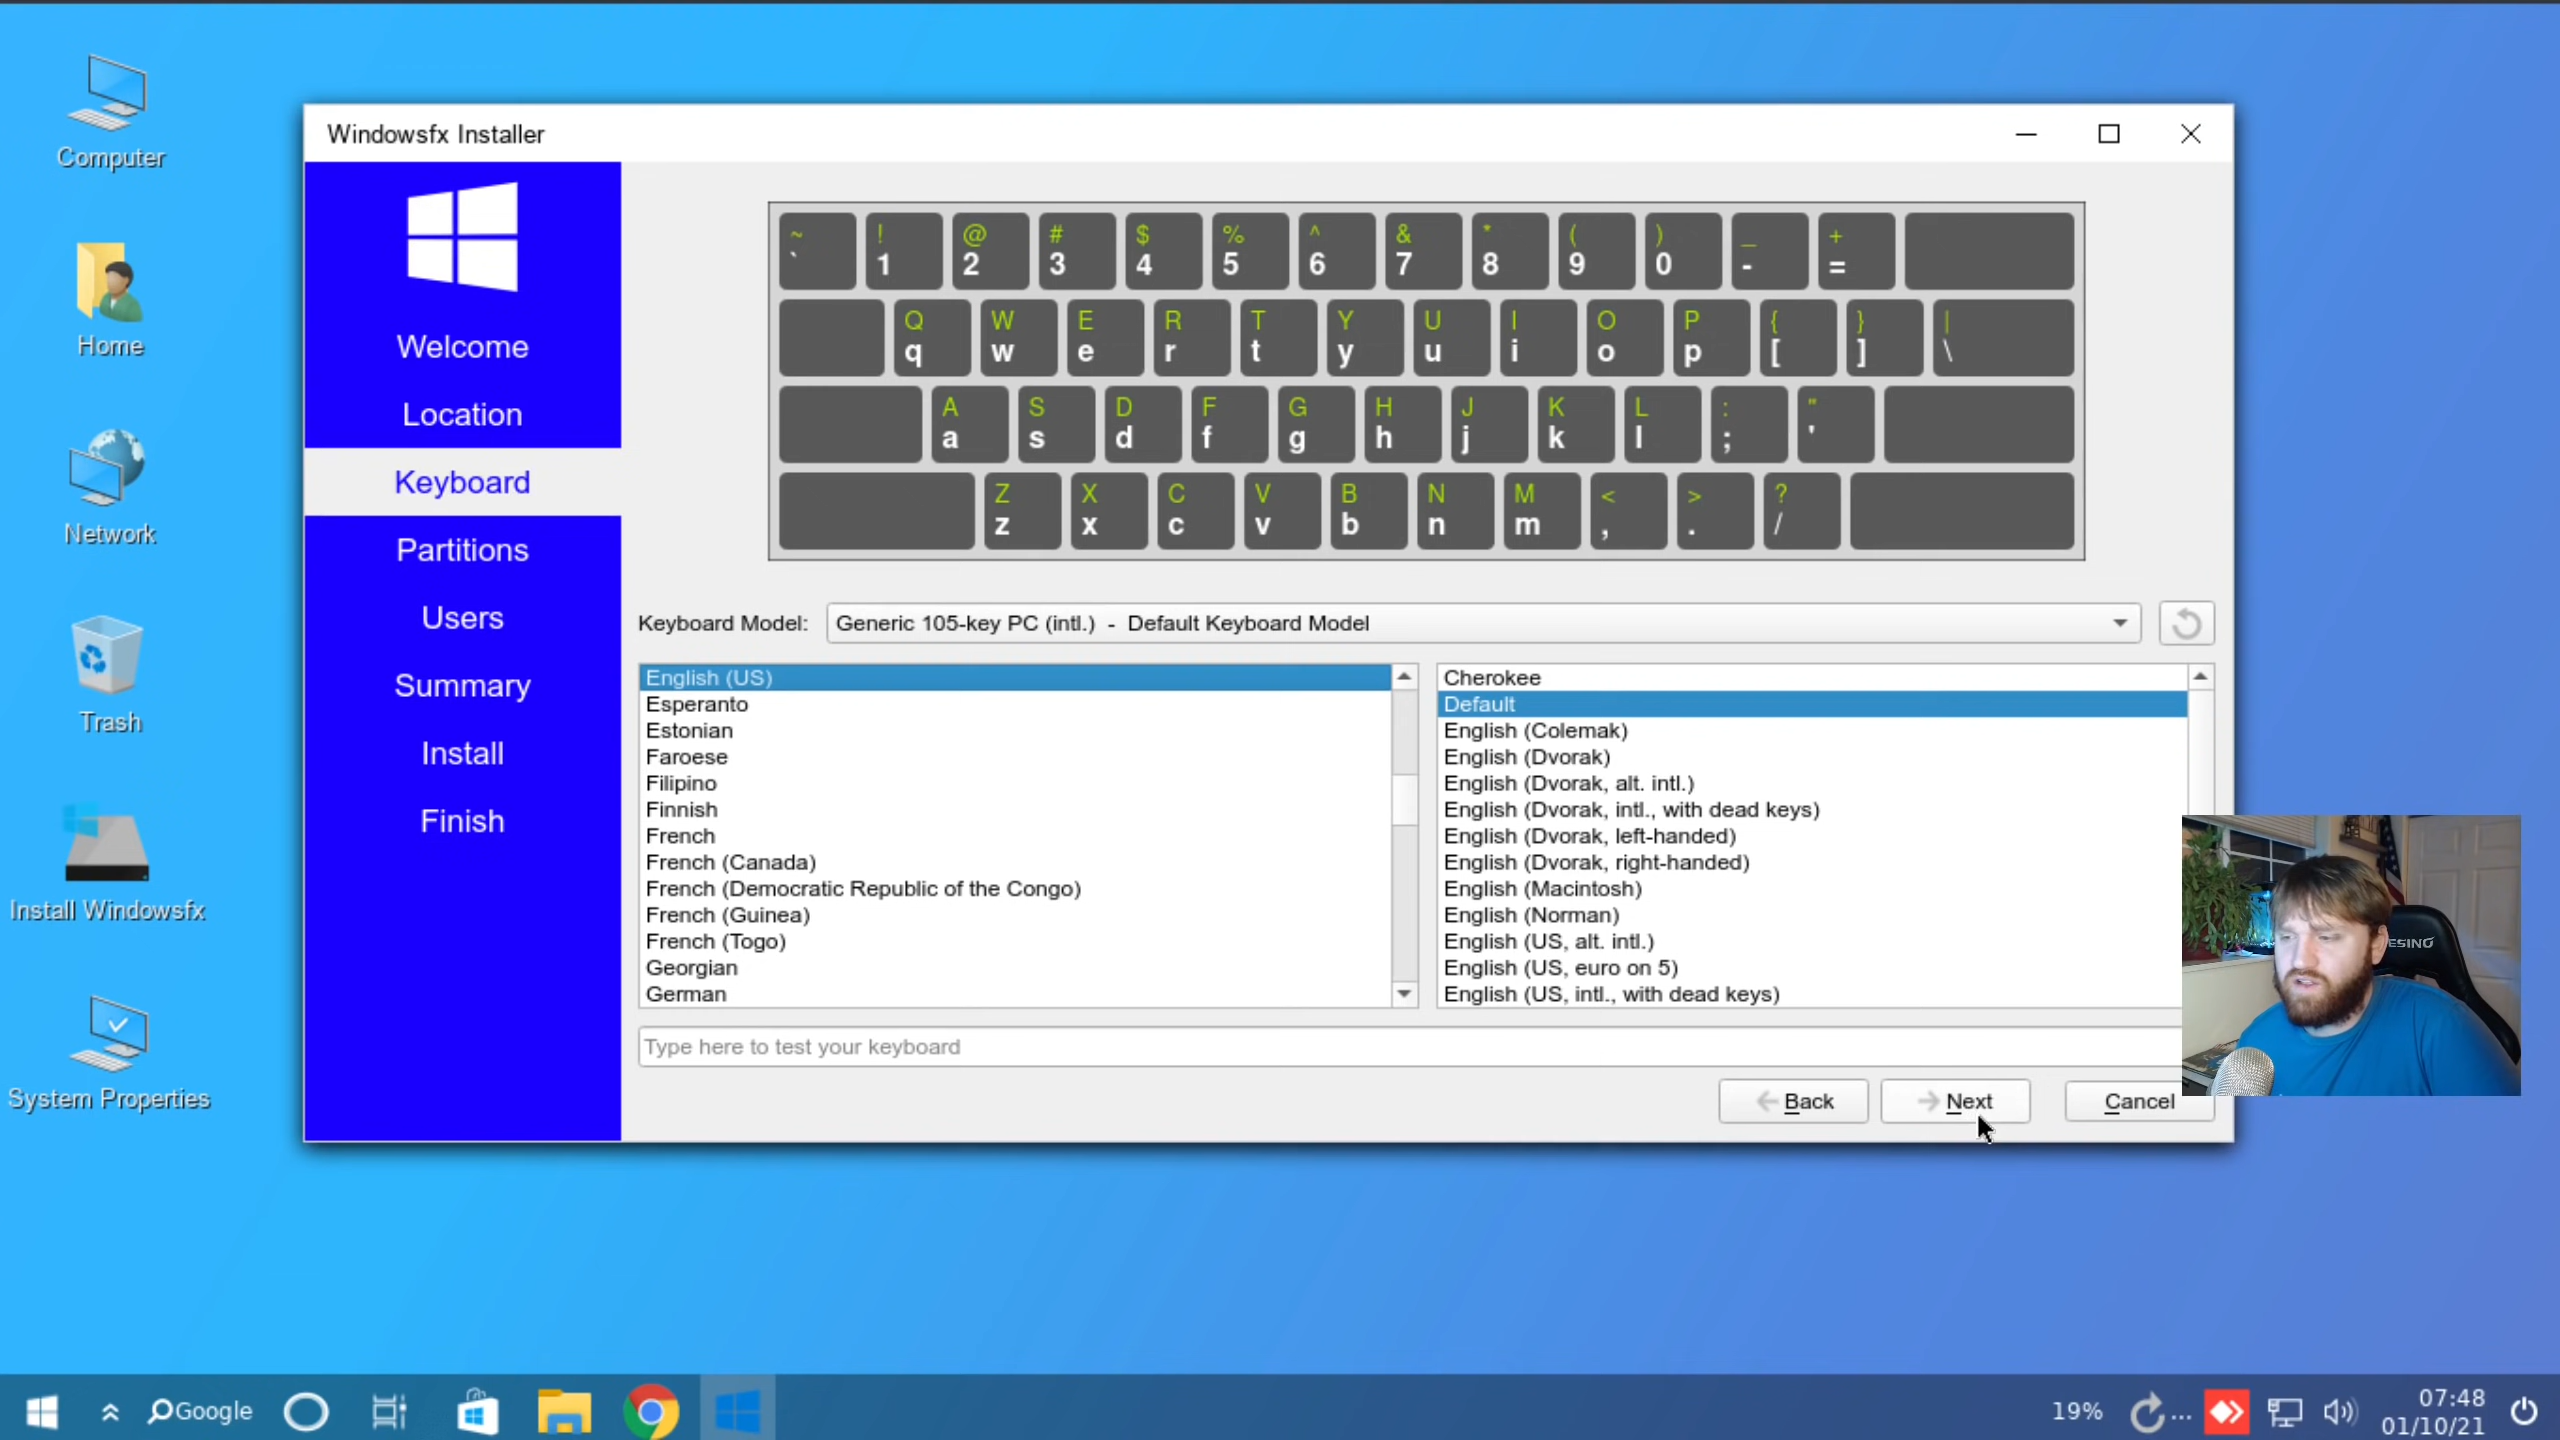 Computer
Home
Network
Trash
Install Windowsfx
System Properties
Windowsfx Installer
Welcome
Location
Keyboard
Partitions
Users
Summary
Install
Finish
~ ! @ # $ % ^ & * ( ) _ +
` 1 2 3 4 5 6 7 8 9 0 - =
Q W E R T Y U I O P { } |
q w e r t y u i o p [ ] \
A S D F G H J K L : "
a s d f g h j k l ; '
Z X C V B N M < > ?
z x c v b n m , . /
Keyboard Model: Generic 105-key PC (intl.) - Default Keyboard Model
English (US)
Esperanto
Estonian
Faroese
Filipino
Finnish
French
French (Canada)
French (Democratic Republic of the Congo)
French (Guinea)
French (Togo)
Georgian
German
Cherokee
Default
English (Colemak)
English (Dvorak)
English (Dvorak, alt. intl.)
English (Dvorak, intl., with dead keys)
English (Dvorak, left-handed)
English (Dvorak, right-handed)
English (Macintosh)
English (Norman)
English (US, alt. intl.)
English (US, euro on 5)
English (US, intl., with dead keys)
Type here to test your keyboard
Back Next Cancel
ESING
Google
19% ...
07:48
01/10/21